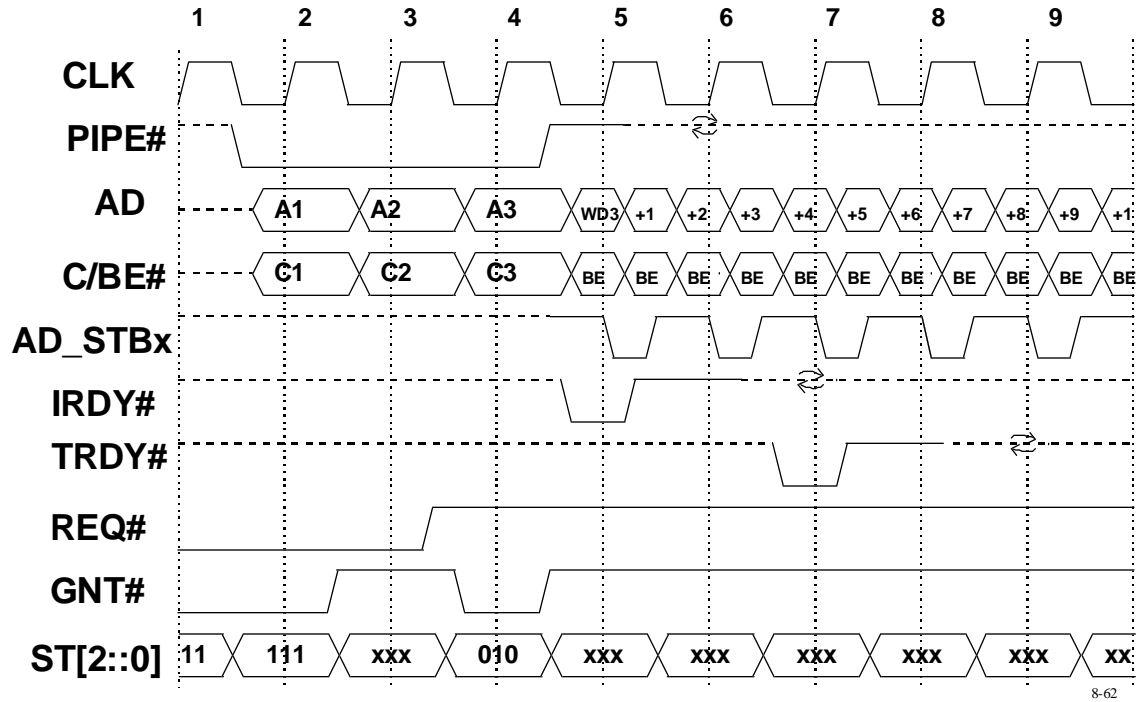 1 2 3 4 5 6 7 8 9
CLK
PIPE#
AD A1 A2 A3 WD3 +1 +2 +3 +4 +5 +6 +7 +8 +9 +1
C/BE# C1 C2 C3 BE BE BE BE BE BE BE BE BE BE BE
AD_STBx
IRDY#
TRDY#
REQ#
GNT#
ST[2::0] 11 111 xxx 010 xxx xxx xxx xxx xxx xx
8-62